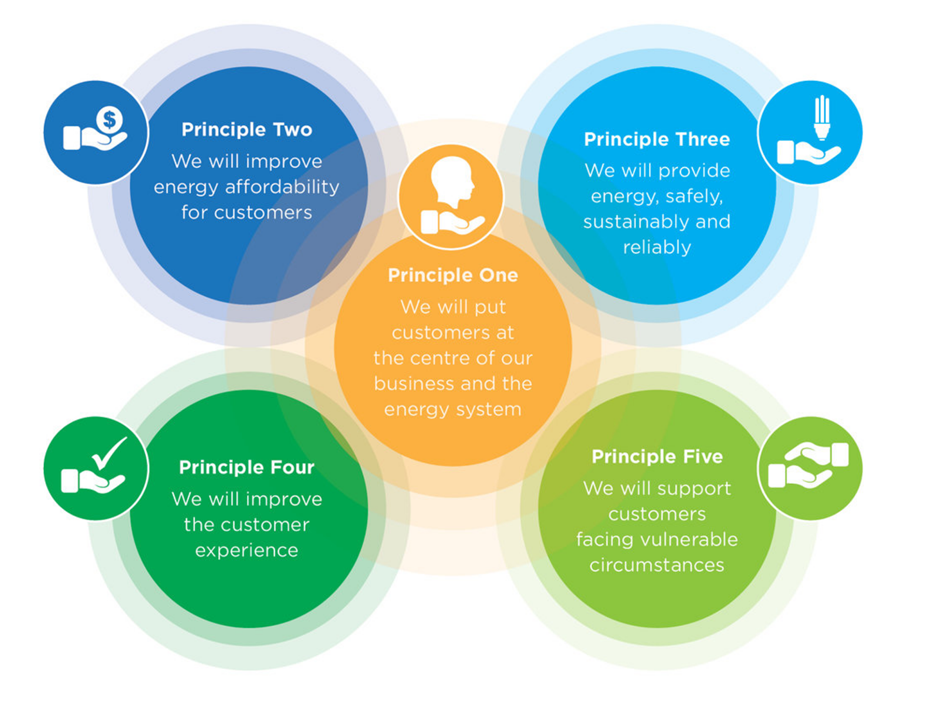 Principle Two
We will improve
energy affordability
for customers
Principle Three
We will provide
energy, safely,
sustainably and
reliably
Principle One
We will put
customers at
the centre of our
business and the
energy system
Principle Four
We will improve
the customer
experience
Principle Five
We will support
customers
facing vulnerable
circumstances
$